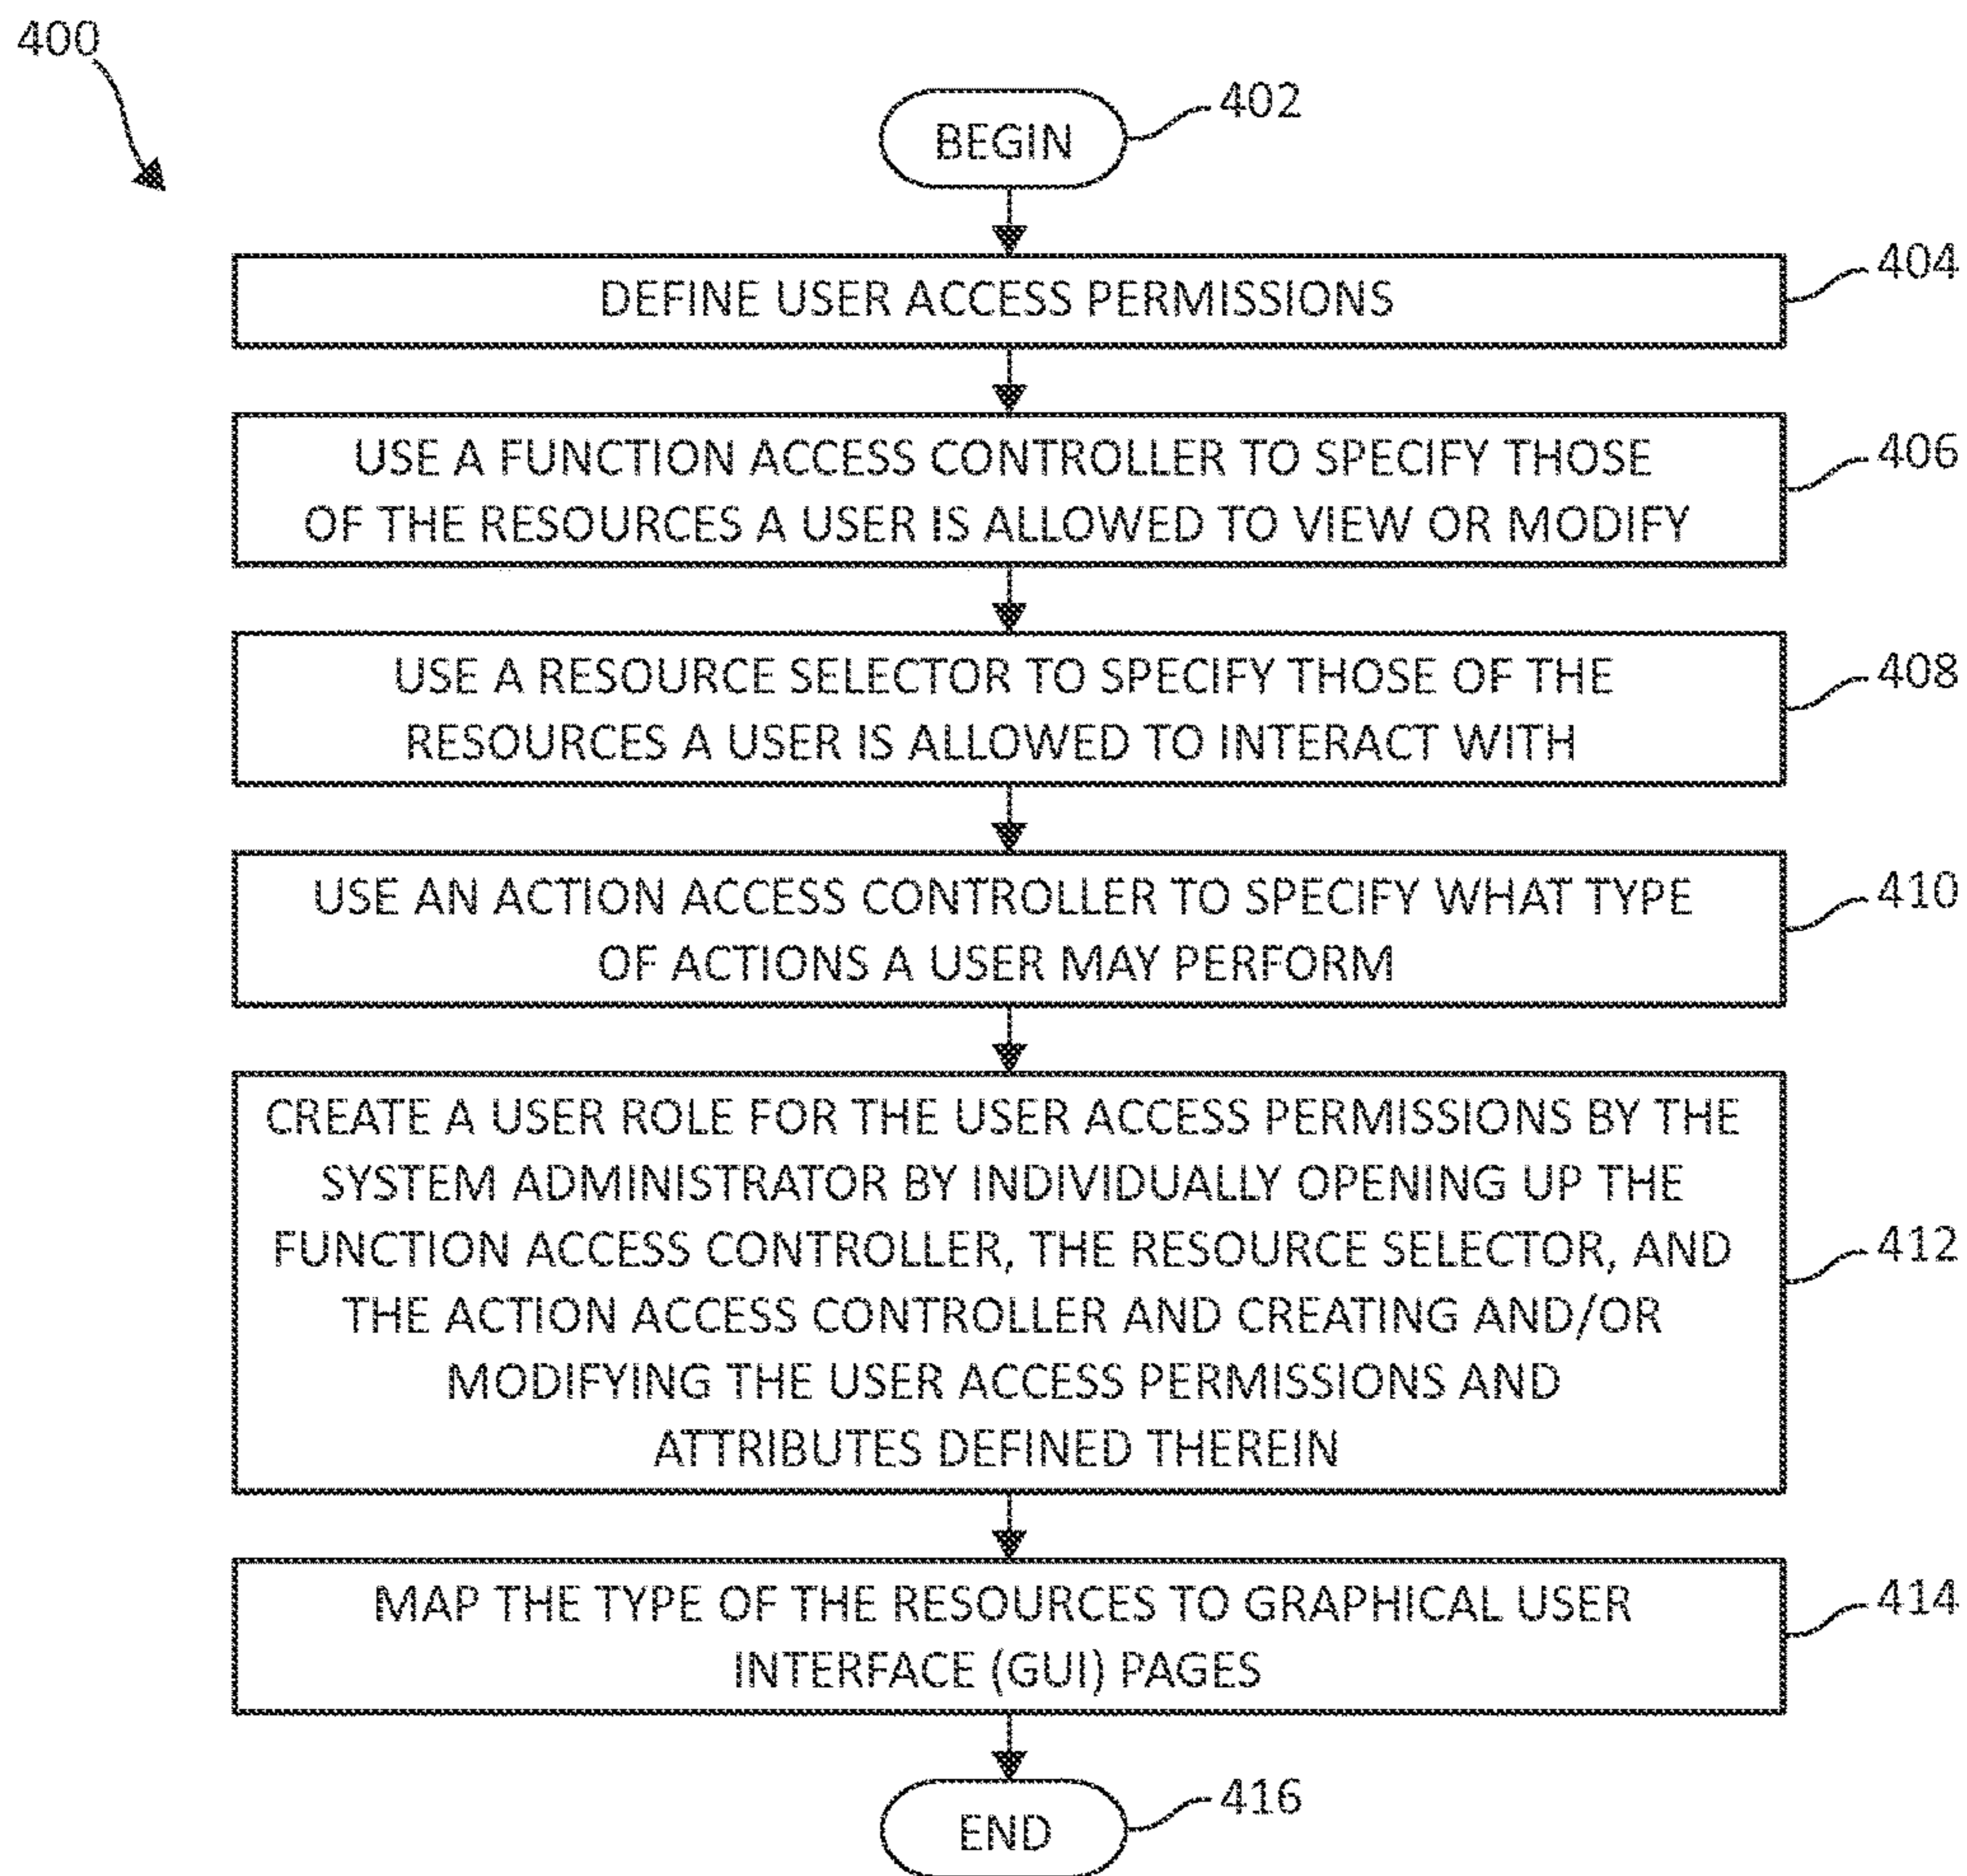 400
BEGIN
402
DEFINE USER ACCESS PERMISSIONS
404
USE A FUNCTION ACCESS CONTROLLER TO SPECIFY THOSE
OF THE RESOURCES A USER IS ALLOWED TO VIEW OR MODIFY
406
USE A RESOURCE SELECTOR TO SPECIFY THOSE OF THE
RESOURCES A USER IS ALLOWED TO INTERACT WITH
408
USE AN ACTION ACCESS CONTROLLER TO SPECIFY WHAT TYPE
OF ACTIONS A USER MAY PERFORM
410
CREATE A USER ROLE FOR THE USER ACCESS PERMISSIONS BY THE
SYSTEM ADMINISTRATOR BY INDIVIDUALLY OPENING UP THE
FUNCTION ACCESS CONTROLLER, THE RESOURCE SELECTOR, AND
THE ACTION ACCESS CONTROLLER AND CREATING AND/OR
MODIFYING THE USER ACCESS PERMISSIONS AND
ATTRIBUTES DEFINED THEREIN
412
MAP THE TYPE OF THE RESOURCES TO GRAPHICAL USER
INTERFACE (GUI) PAGES
414
END
416